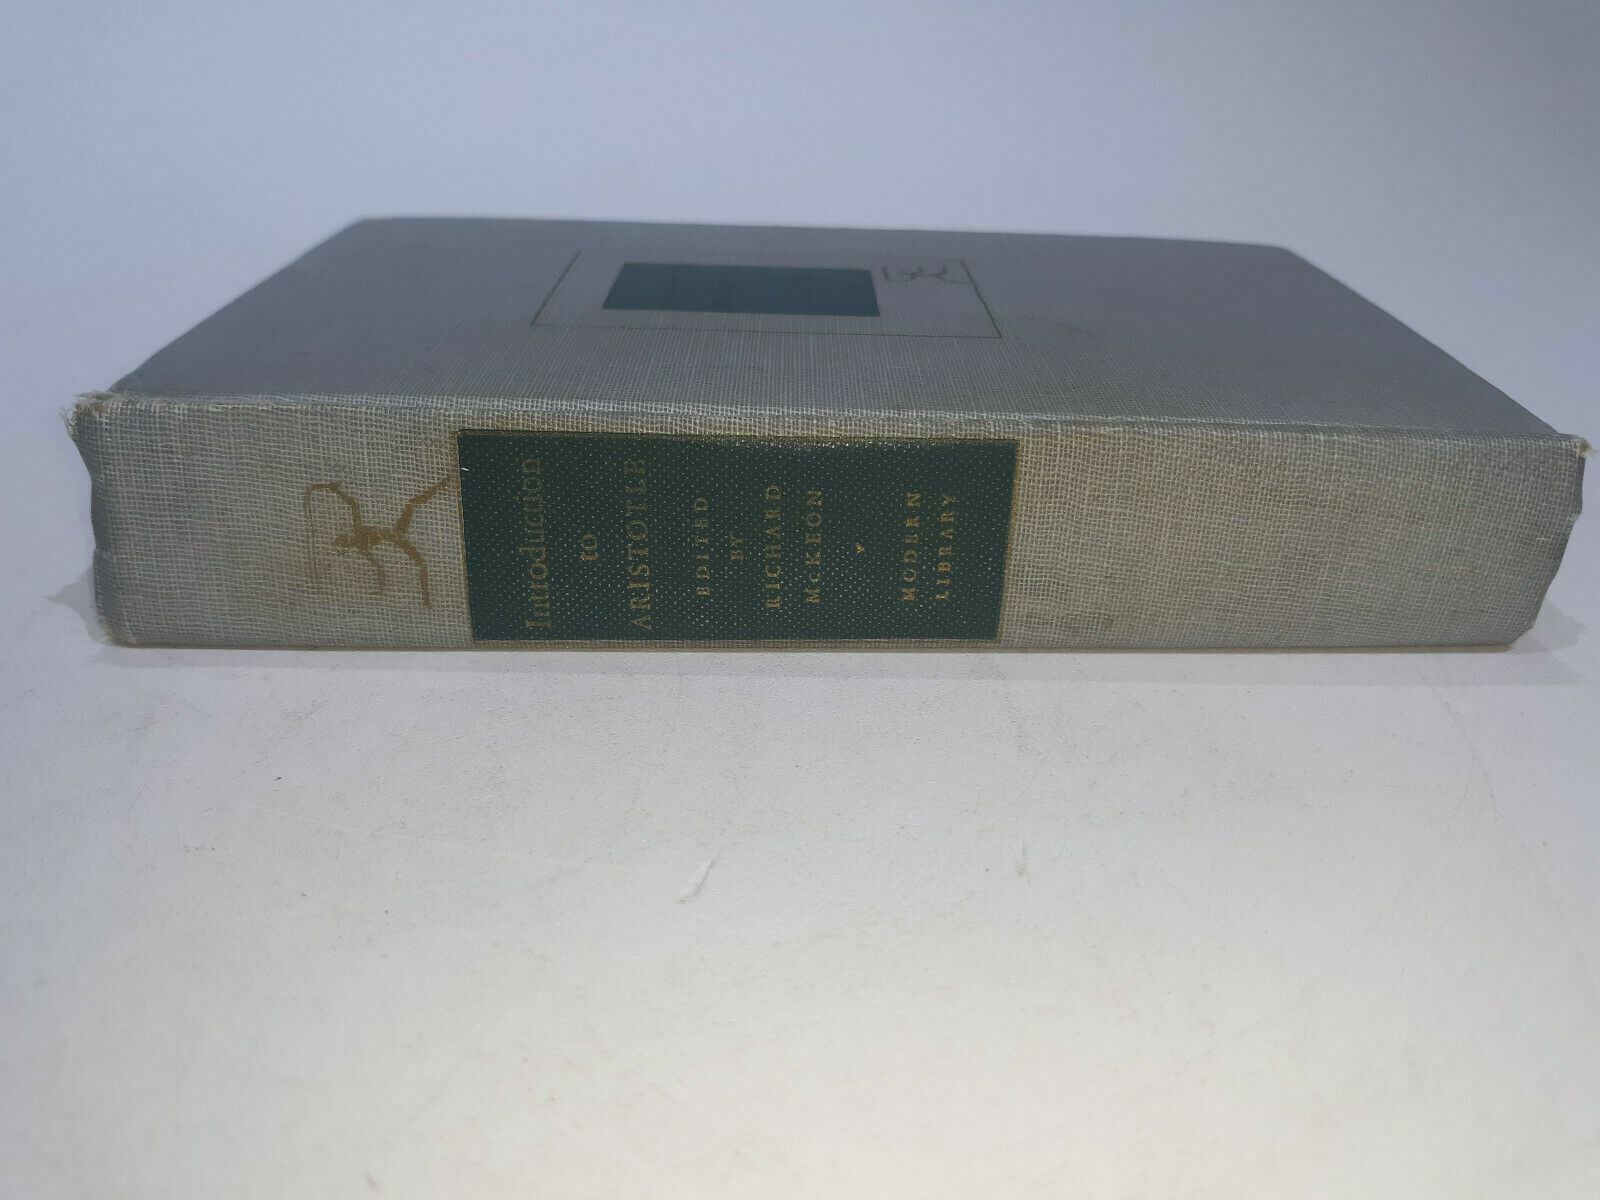 Introduction
to
ARISTOTLE
EDITED
BY
RICHARD
McKEON
MODERN
LIBRARY